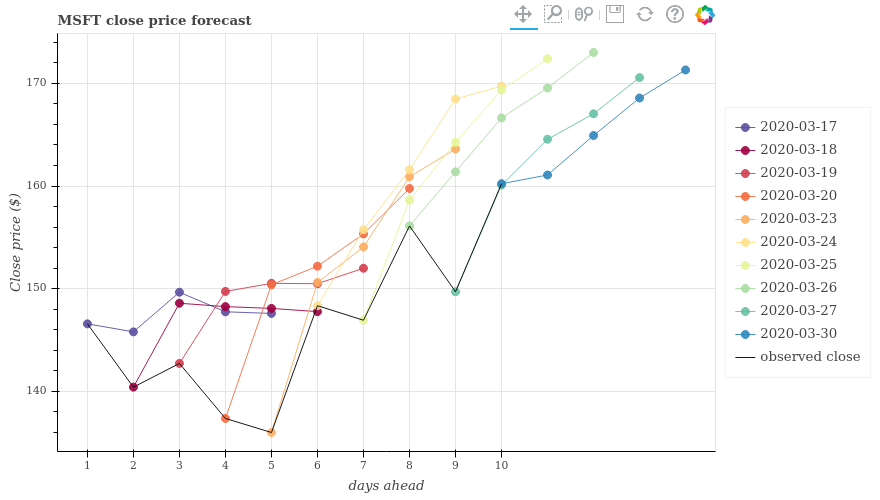 MSFT close price forecast
170
160
150
140
Close price ($)
1 2 3 4 5 6 7 8 9 10
days ahead
2020-03-17
2020-03-18
2020-03-19
2020-03-20
2020-03-23
2020-03-24
2020-03-25
2020-03-26
2020-03-27
2020-03-30
observed close